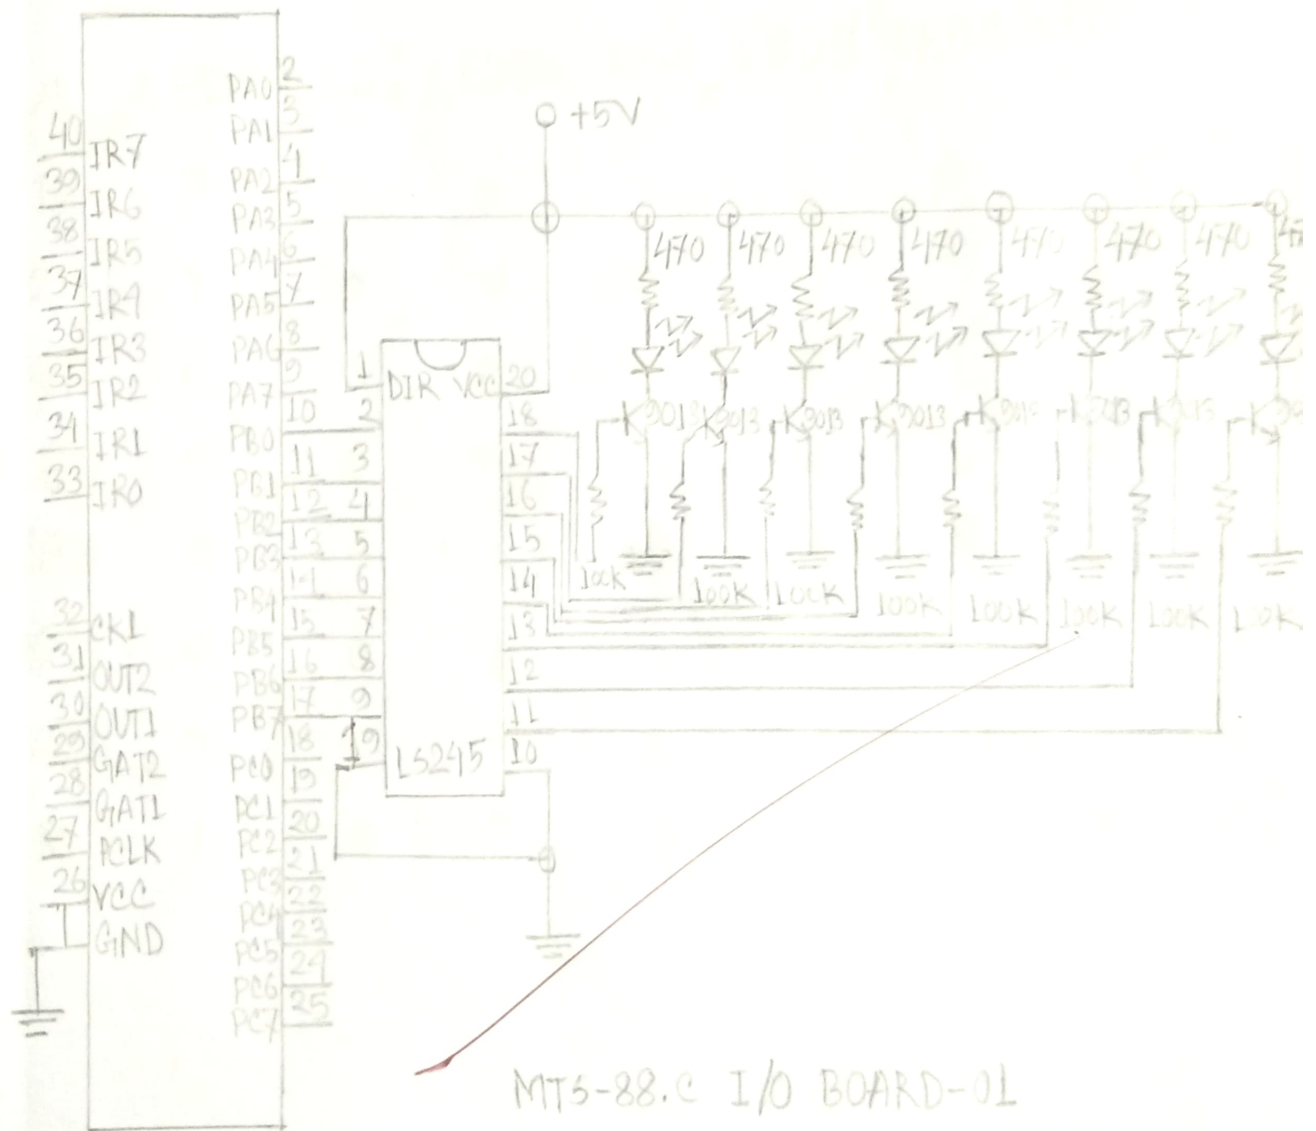 PA0 2
PA1 3
PA2 4
PA3 5
PA4 6
PA5 7
PA6 8
PA7 9
PB0 10
PB1 11
PB2 12
PB3 13
PB4 14
PB5 15
PB6 16
PB7 17
PC0 18
PC1 19
PC2 20
PC3 21
PC4 22
PC5 23
PC6 24
PC7 25
40 IR7
39 IR6
38 IR5
37 IR4
36 IR3
35 IR2
34 IR1
33 IR0
32 CK1
31 OUT2
30 OUT1
29 GAT2
28 GAT1
27 PCLK
26 VCC
GND
+5V
470 470 470 470 470 470 470
1 DIR VCC 20
2 18
3 17
4 16
5 15
6 14
7 13
8 12
9 11
19 LS245 10
9013 9013 9013 9013 9013
100K 100K 100K 100K 100K 100K 100K 100K
MTS-88.C I/O BOARD-01